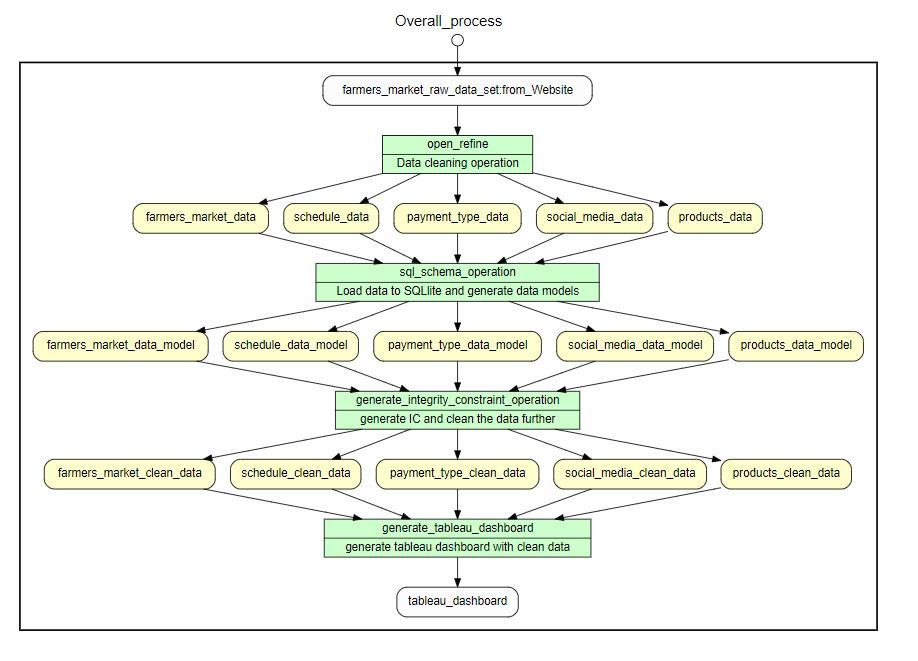 Overall_process
farmers_market_raw_data_set:from_Website
open_refine
Data cleaning operation
farmers_market_data
schedule_data
payment_type_data
social_media_data
products_data
sql_schema_operation
Load data to SQLlite and generate data models
farmers_market_data_model
schedule_data_model
payment_type_data_model
social_media_data_model
products_data_model
generate_integrity_constraint_operation
generate IC and clean the data further
farmers_market_clean_data
schedule_clean_data
payment_type_clean_data
social_media_clean_data
products_clean_data
generate_tableau_dashboard
generate tableau dashboard with clean data
tableau_dashboard